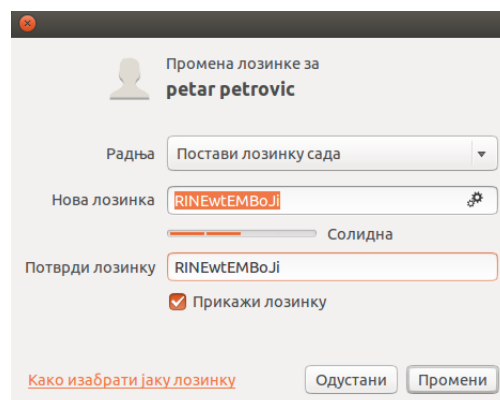 Промена лозинке за
petar petrovic
Радња Постави лозинку сада
Нова лозинка RINEwtEMBoJi
Солидна
Потврди лозинку RINEwtEMBoJi
Прикажи лозинку
Како изабрати јаку лозинку Одустани Промени